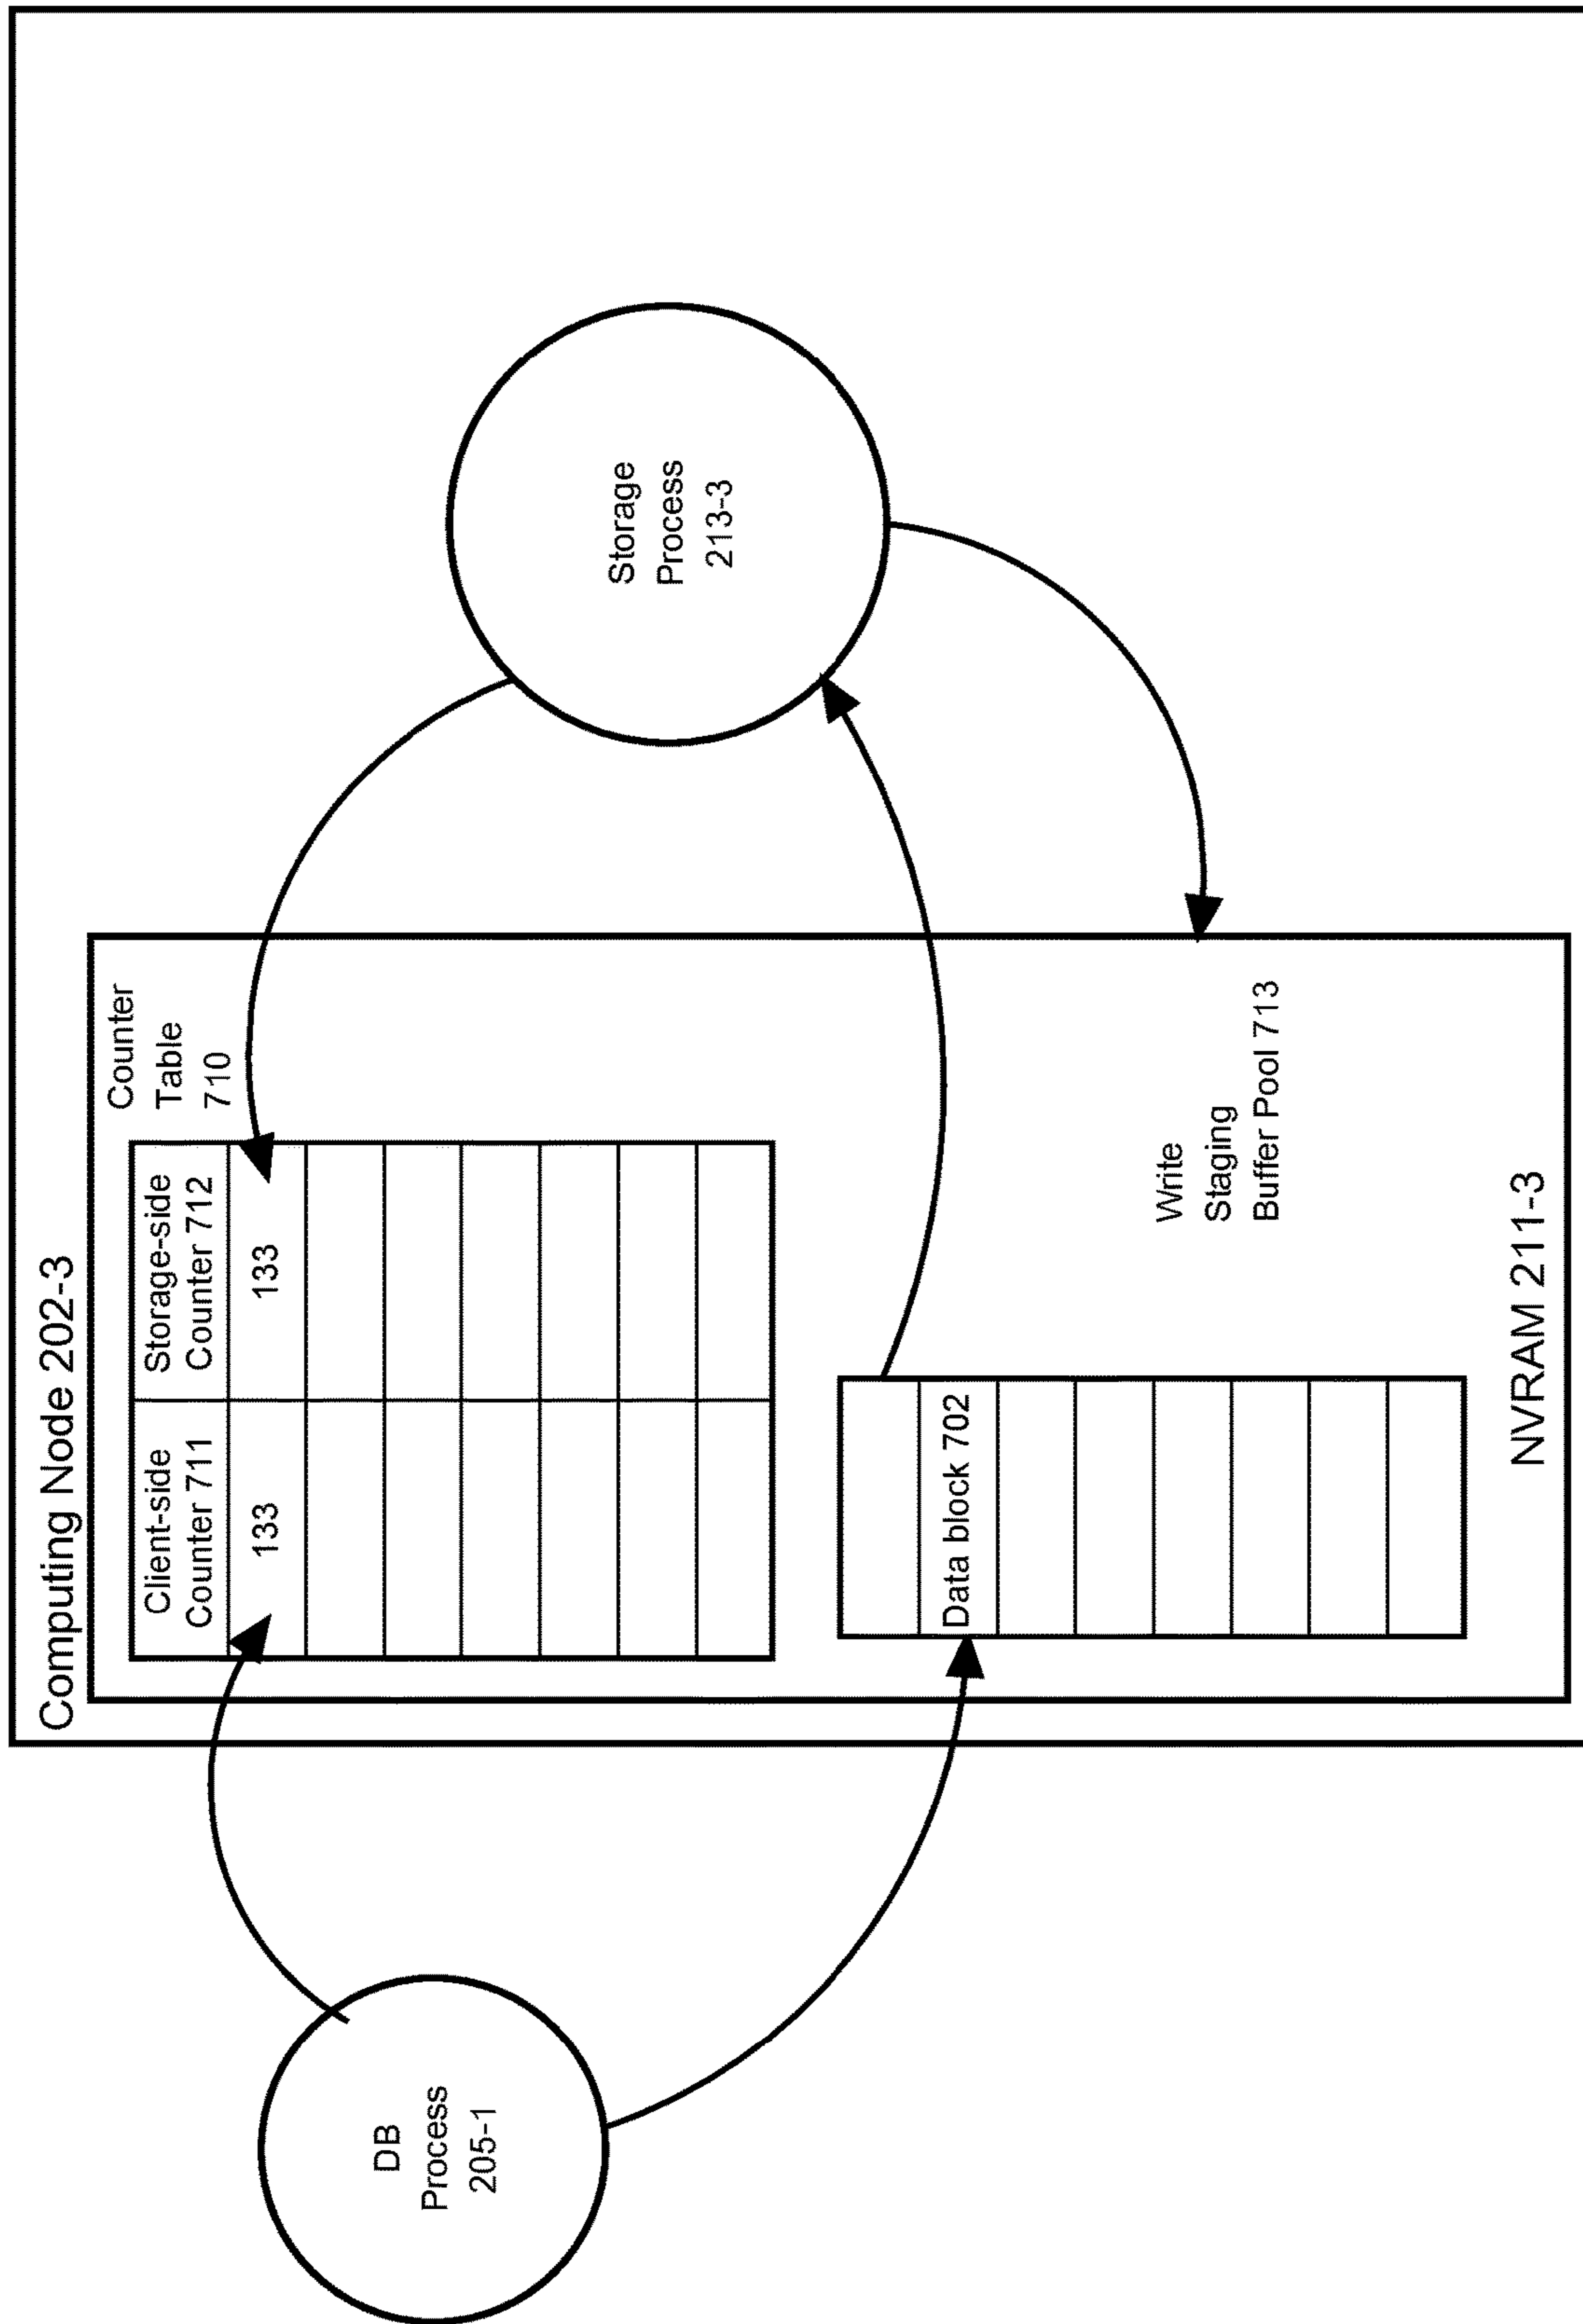 Computing Node 202-3
Counter
Table
710
Client-side
Counter 711
Storage-side
Counter 712
133
133
DB
Process
205-1
Storage
Process
213-3
Data block 702
Write
Staging
Buffer Pool 713
NVRAM 211-3